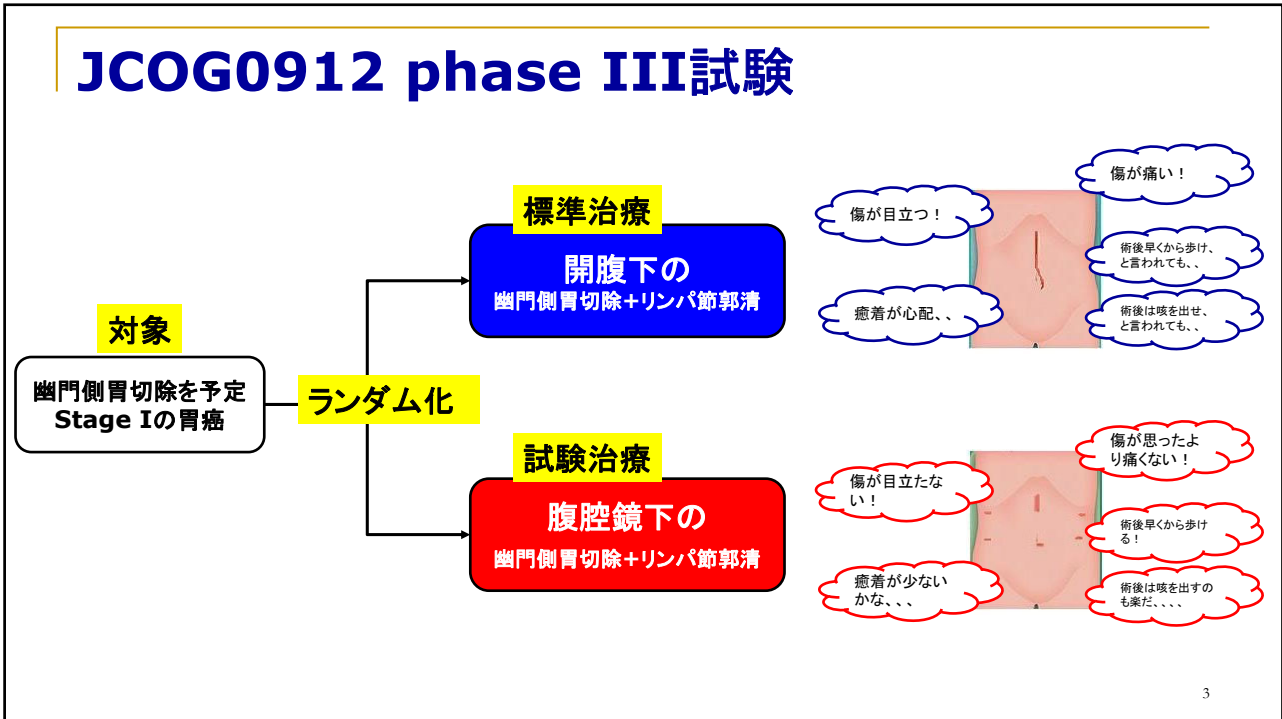 JCOG0912 phase III試験
対象
幽門側胃切除を予定
Stage Iの胃癌
ランダム化
標準治療
開腹下の
幽門側胃切除+リンパ節郭清
傷が目立つ！
癒着が心配、、
傷が痛い！
術後早くから歩け、
と言われても、、
術後は咳を出せ、
と言われても、、
試験治療
腹腔鏡下の
幽門側胃切除+リンパ節郭清
傷が目立たな
い！
癒着が少ない
かな、、、
傷が思ったよ
り痛くない！
術後早くから歩け
る！
術後は咳を出すの
も楽だ、、、、
3